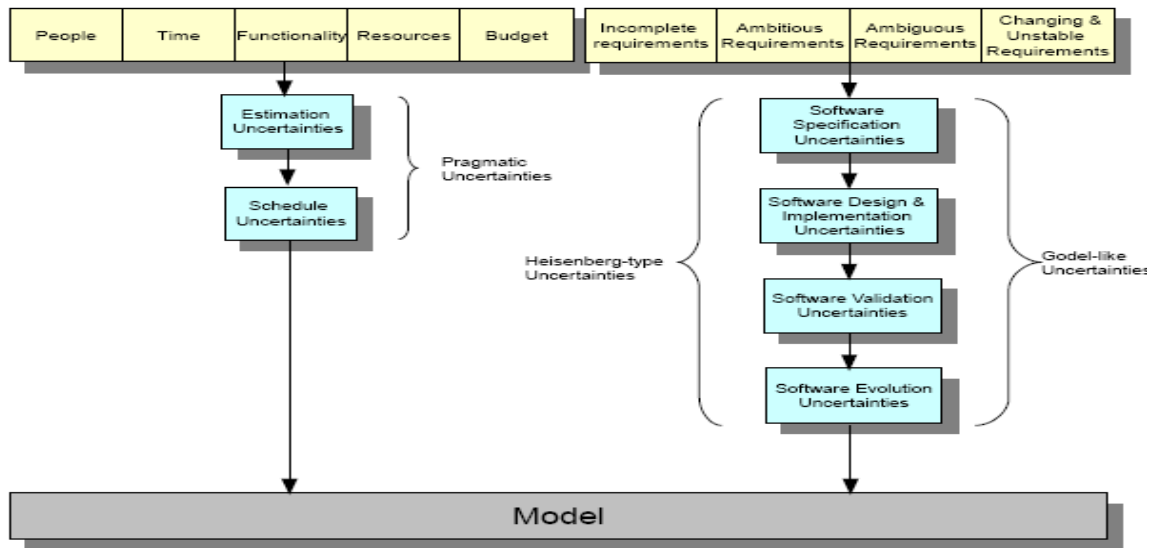 People
Time
Functionality
Resources
Budget
Incomplete
requirements
Ambitious
Requirements
Ambiguous
Requirements
Changing &
Unstable
Requirements
Estimation
Uncertainties
Schedule
Uncertainties
Pragmatic
Uncertainties
Software
Specification
Uncertainties
Software Design &
Implementation
Uncertainties
Software Validation
Uncertainties
Software Evolution
Uncertainties
Heisenberg-type
Uncertainties
Godel-like
Uncertainties
Model